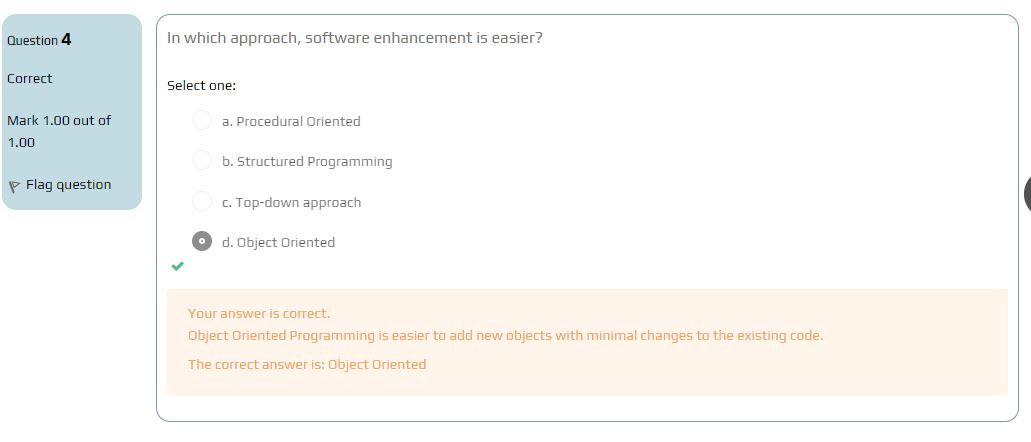 Question 4
Correct
Mark 1.00 out of
1.00
Flag question
In which approach, software enhancement is easier?
Select one:
a. Procedural Oriented
b. Structured Programming
c. Top-down approach
d. Object Oriented
Your answer is correct.
Object Oriented Programming is easier to add new objects with minimal changes to the existing code.
The correct answer is: Object Oriented